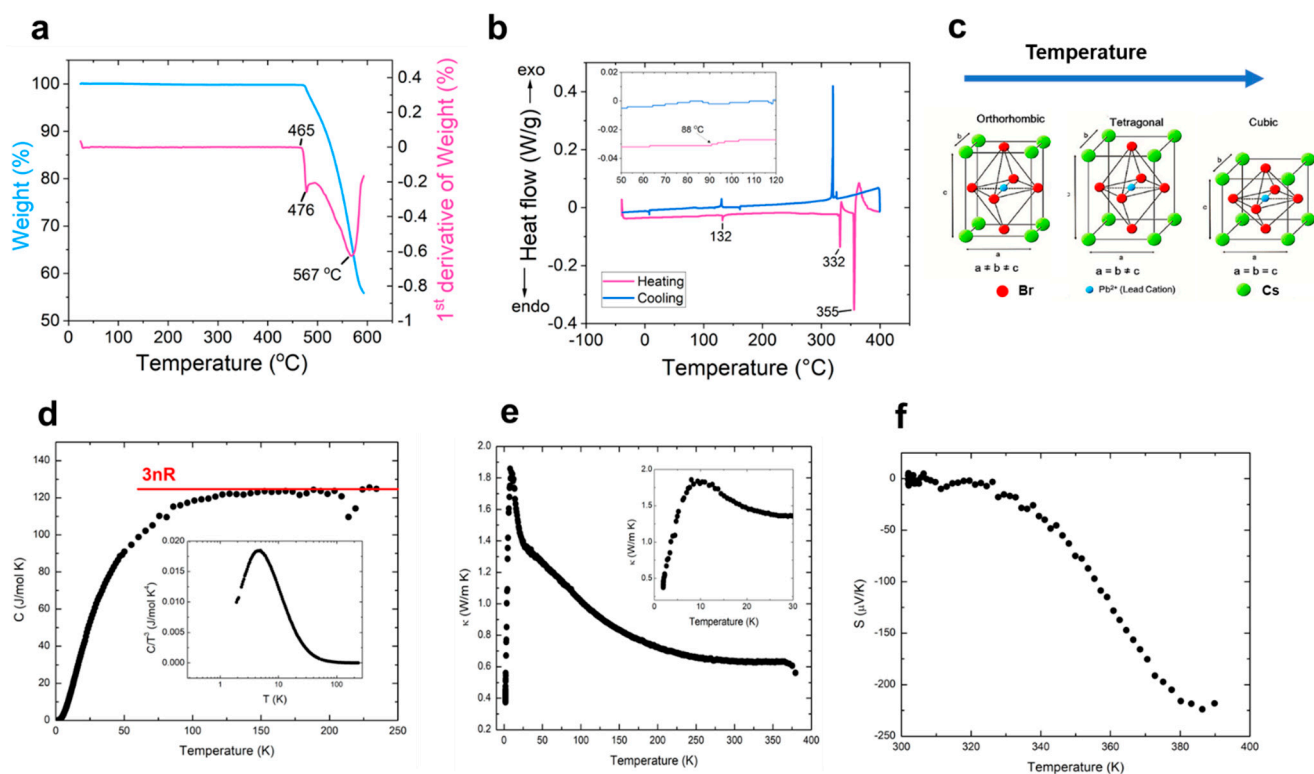 a
Weight (%)
100
90
80
70
60
50
0
100
200
300
400
500
600
Temperature (°C)
465
476
567 °C
0.4
0.2
0
-0.2
-0.4
-0.6
-0.8
-1
1st derivative of Weight (%)
b
endo
Heat flow (W/g)
exo
0.4
0.2
0
-0.2
-0.4
-100
0
100
200
300
400
Temperature (°C)
0.02
0
-0.02
-0.04
50
60
70
80
90
100
110
120
88 °C
132
332
355
Heating
Cooling
c
Temperature
Orthorhombic
Tetragonal
Cubic
b
b
b
c
c
a
a
a
a ≠ b ≠ c
a = b ≠ c
a = b = c
Br
Pb²⁺ (Lead Cation)
Cs
d
C (J/mol K)
140
120
100
80
60
40
20
0
0
25
50
75
100
125
150
175
200
225
250
Temperature (K)
3nR
C/T³ (J/mol K⁴)
0.020
0.015
0.010
0.005
0.000
1
10
100
T (K)
e
κ (W/m K)
2.0
1.8
1.6
1.4
1.2
1.0
0.8
0.6
0.4
0.2
0
50
100
150
200
250
300
350
400
Temperature (K)
κ (W/m K)
2.0
1.5
1.0
0.5
0
0
10
20
30
Temperature (K)
f
S (μV/K)
50
0
-50
-100
-150
-200
-250
300
320
340
360
380
400
Temperature (K)